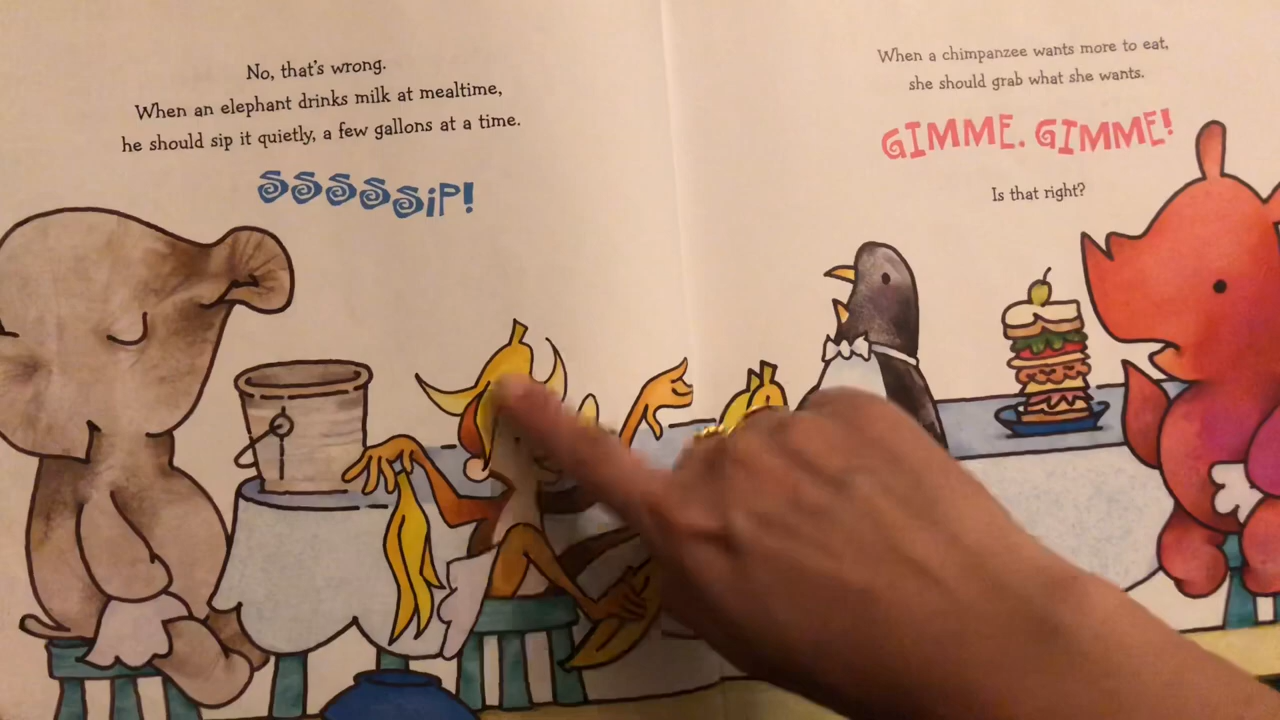 No, that's wrong.
When an elephant drinks milk at mealtime,
he should sip it quietly, a few gallons at a time.
SSSSSiP!
When a chimpanzee wants more to eat,
she should grab what she wants.
GIMME. GIMME!
Is that right?